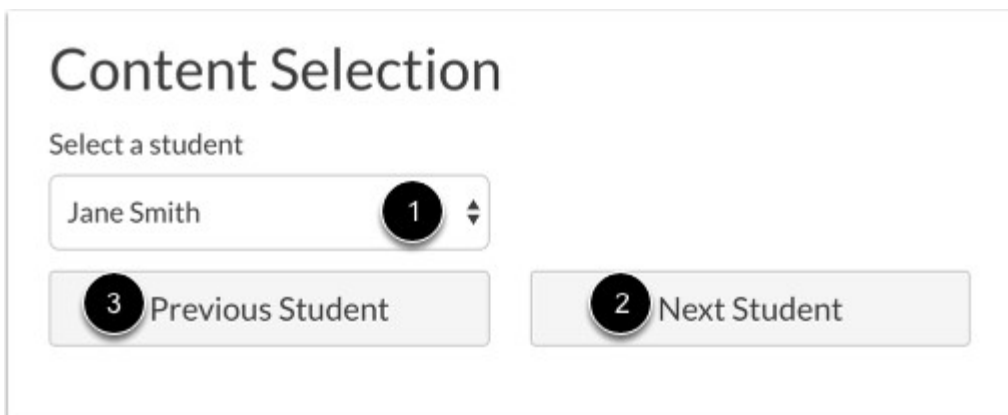 Content Selection
Select a student
Jane Smith 1
3 Previous Student 2 Next Student